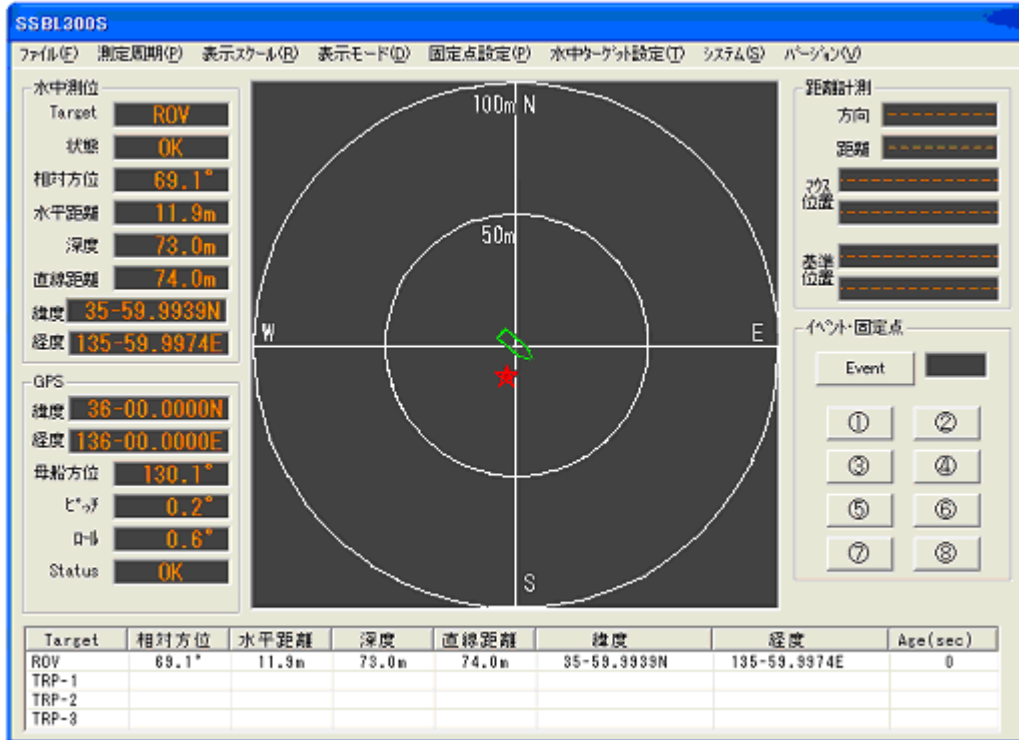 SSBL300S
ファイル(F) 測定周期(P) 表示スケール(R) 表示モード(D) 固定点設定(P) 水中ターゲット設定(T) システム(S) バージョン(V)
水中測位
Target ROV
状態 OK
相対方位 69.1°
水平距離 11.9m
深度 73.0m
直線距離 74.0m
緯度 35-59.9939N
経度 135-59.9974E
GPS
緯度 36-00.0000N
経度 136-00.0000E
母船方位 130.1°
ピッチ 0.2°
ロール 0.6°
Status OK
100m N
50m
W
E
S
距離計測
方向 ---------
距離 ---------
マウス位置
基準位置
イベント・固定点
Event
① ②
③ ④
⑤ ⑥
⑦ ⑧
Target 相対方位 水平距離 深度 直線距離 緯度 経度 Age(sec)
ROV 69.1° 11.9m 73.0m 74.0m 35-59.9939N 135-59.9974E 0
TRP-1
TRP-2
TRP-3